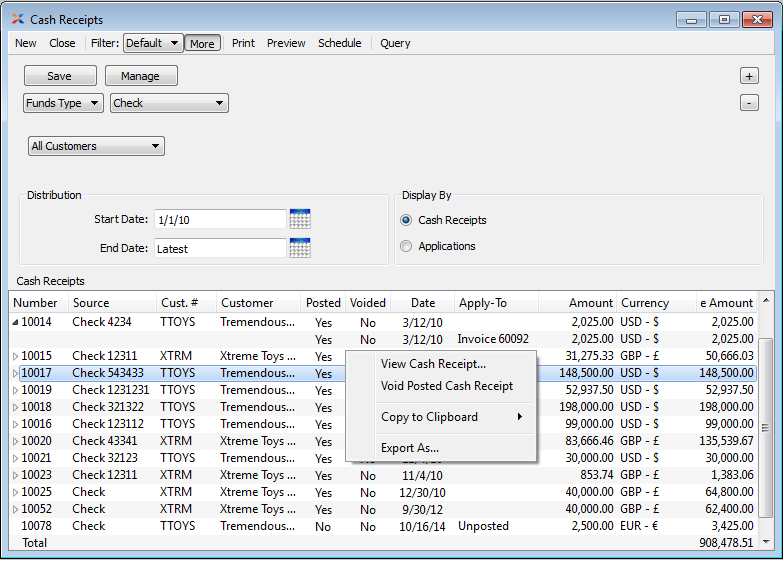 Cash Receipts
New Close Filter: Default More Print Preview Schedule Query
Save Manage +
Funds Type Check -
All Customers
Distribution Display By
Start Date: 1/1/10 Cash Receipts
End Date: Latest Applications
Cash Receipts
Number Source Cust. # Customer Posted Voided Date Apply-To Amount Currency e Amount
10014 Check 4234 TTOYS Tremendous... Yes No 3/12/10 2,025.00 USD - $ 2,025.00
Yes No 3/12/10 Invoice 60092 2,025.00 USD - $ 2,025.00
10015 Check 12311 XTRM Xtreme Toys ... Yes 31,275.33 GBP - £ 50,666.03
View Cash Receipt...
10017 Check 543433 TTOYS Tremendous... Yes 148,500.00 USD - $ 148,500.00
Void Posted Cash Receipt
10019 Check 1231231 TTOYS Tremendous... Yes 52,937.50 USD - $ 52,937.50
10018 Check 321322 TTOYS Tremendous... Yes 198,000.00 USD - $ 198,000.00
Copy to Clipboard
10016 Check 123112 TTOYS Tremendous... Yes 99,000.00 USD - $ 99,000.00
10020 Check 43341 XTRM Xtreme Toys ... Yes 83,666.46 GBP - £ 135,539.67
Export As...
10021 Check 32123 TTOYS Tremendous... Yes 30,000.00 USD - $ 30,000.00
10023 Check 12311 XTRM Xtreme Toys ... Yes No 11/4/10 853.74 GBP - £ 1,383.06
10025 Check XTRM Xtreme Toys ... Yes No 12/30/10 40,000.00 GBP - £ 64,800.00
10052 Check XTRM Xtreme Toys ... Yes No 9/30/12 40,000.00 GBP - £ 62,400.00
10078 Check TTOYS Tremendous... No No 10/16/14 Unposted 2,500.00 EUR - € 3,425.00
Total 908,478.51